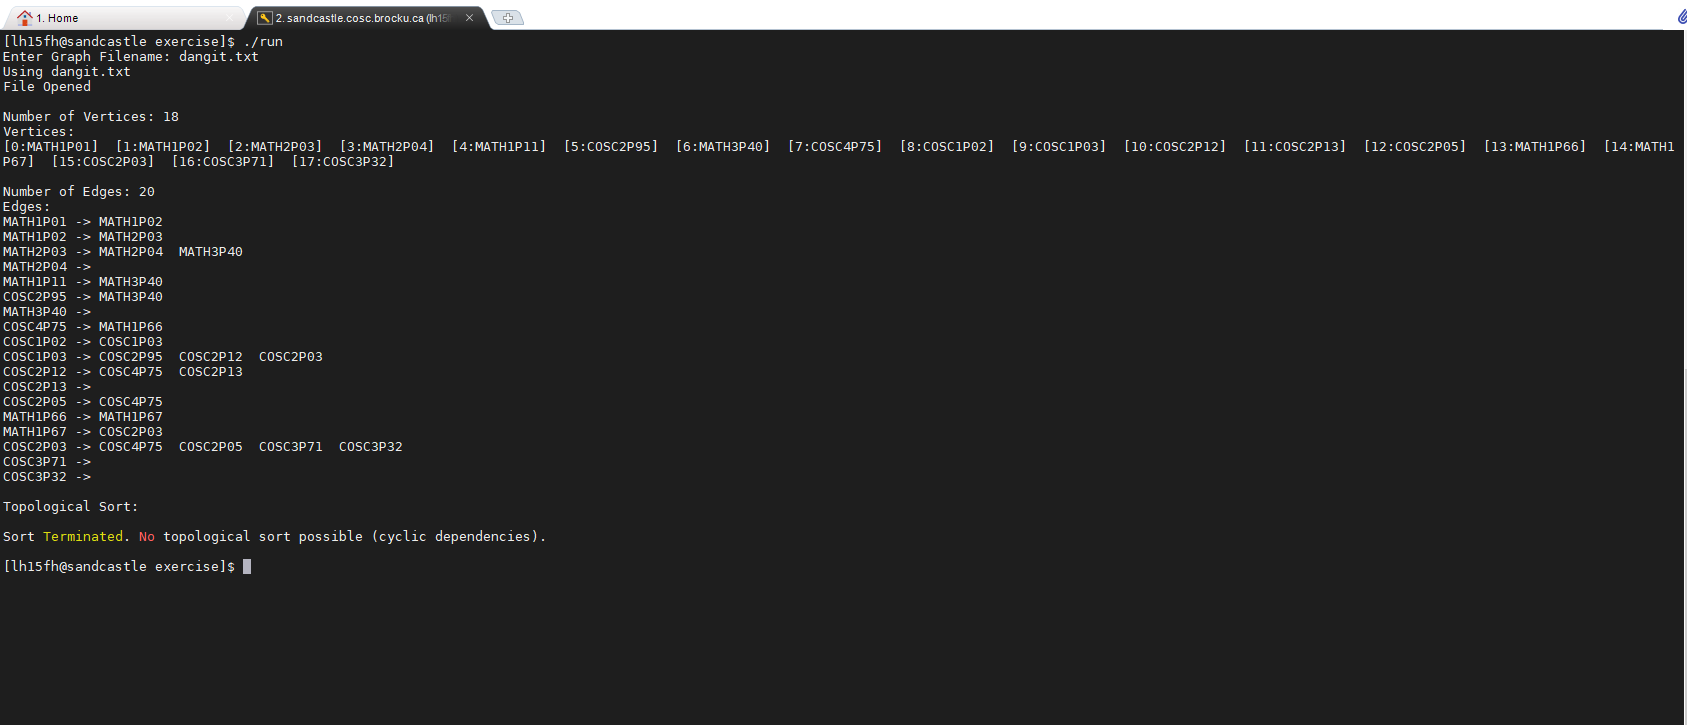 1. Home
2. sandcastle.cosc.brocku.ca (lh15
[lh15fh@sandcastle exercise]$ ./run
Enter Graph Filename: dangit.txt
Using dangit.txt
File Opened
Number of Vertices: 18
Vertices:
[0:MATH1P01]  [1:MATH1P02]  [2:MATH2P03]  [3:MATH2P04]  [4:MATH1P11]  [5:COSC2P95]  [6:MATH3P40]  [7:COSC4P75]  [8:COSC1P02]  [9:COSC1P03]  [10:COSC2P12]  [11:COSC2P13]  [12:COSC2P05]  [13:MATH1P66]  [14:MATH1
P67]  [15:COSC2P03]  [16:COSC3P71]  [17:COSC3P32]
Number of Edges: 20
Edges:
MATH1P01 -> MATH1P02
MATH1P02 -> MATH2P03
MATH2P03 -> MATH2P04  MATH3P40
MATH2P04 ->
MATH1P11 -> MATH3P40
COSC2P95 -> MATH3P40
MATH3P40 ->
COSC4P75 -> MATH1P66
COSC1P02 -> COSC1P03
COSC1P03 -> COSC2P95  COSC2P12  COSC2P03
COSC2P12 -> COSC4P75  COSC2P13
COSC2P13 ->
COSC2P05 -> COSC4P75
MATH1P66 -> MATH1P67
MATH1P67 -> COSC2P03
COSC2P03 -> COSC4P75  COSC2P05  COSC3P71  COSC3P32
COSC3P71 ->
COSC3P32 ->
Topological Sort:
Sort Terminated. No topological sort possible (cyclic dependencies).
[lh15fh@sandcastle exercise]$